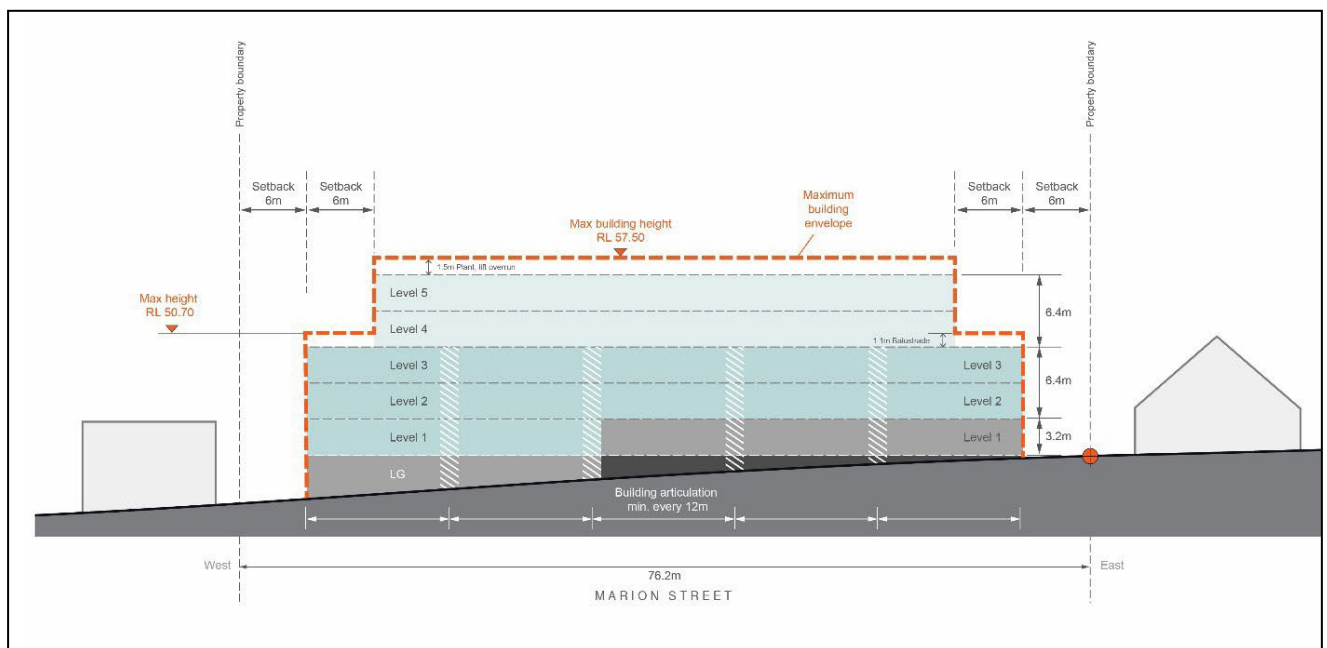 Property boundary
Property boundary
Setback
6m
Setback
6m
Setback
6m
Setback
6m
Maximum
building
envelope
Max building height
RL 57.50
1.5m Plant, lift overrun
Max height
RL 50.70
Level 5
Level 4
6.4m
1.1m Balustrade
Level 3
Level 3
6.4m
Level 2
Level 2
Level 1
Level 1
3.2m
LG
Building articulation
min. every 12m
West
East
76.2m
MARION STREET